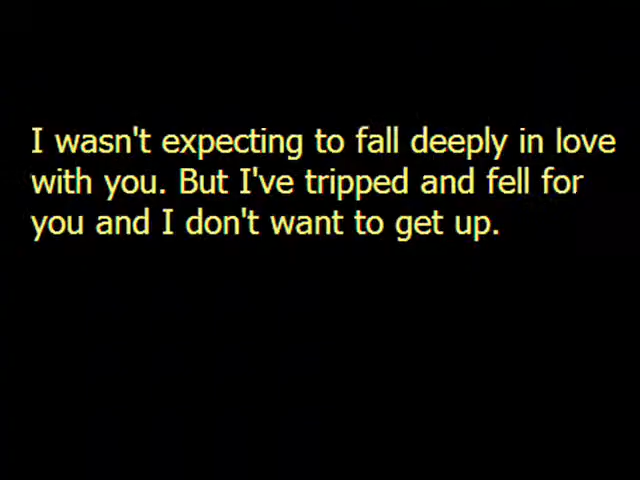 I wasn't expecting to fall deeply in love
with you. But I've tripped and fell for
you and I don't want to get up.